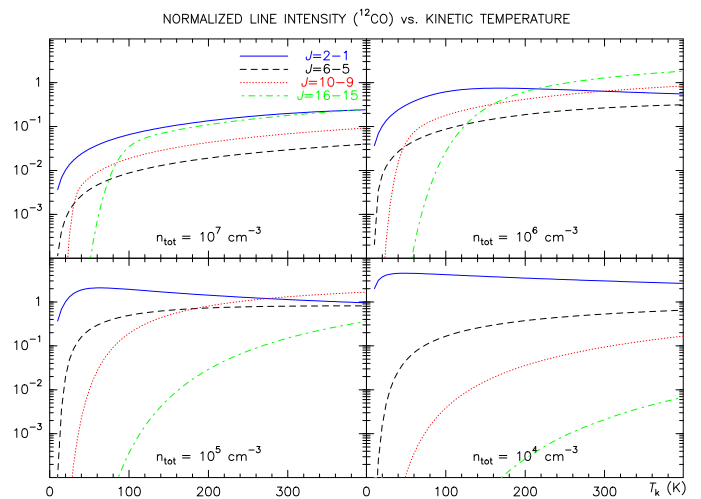 NORMALIZED LINE INTENSITY (¹²CO) vs. KINETIC TEMPERATURE
J=2−1
J=6−5
J=10−9
J=16−15
1
10⁻¹
10⁻²
10⁻³
n_tot = 10⁷ cm⁻³
n_tot = 10⁶ cm⁻³
1
10⁻¹
10⁻²
10⁻³
n_tot = 10⁵ cm⁻³
n_tot = 10⁴ cm⁻³
0 100 200 300 100 200 300 T_k (K)